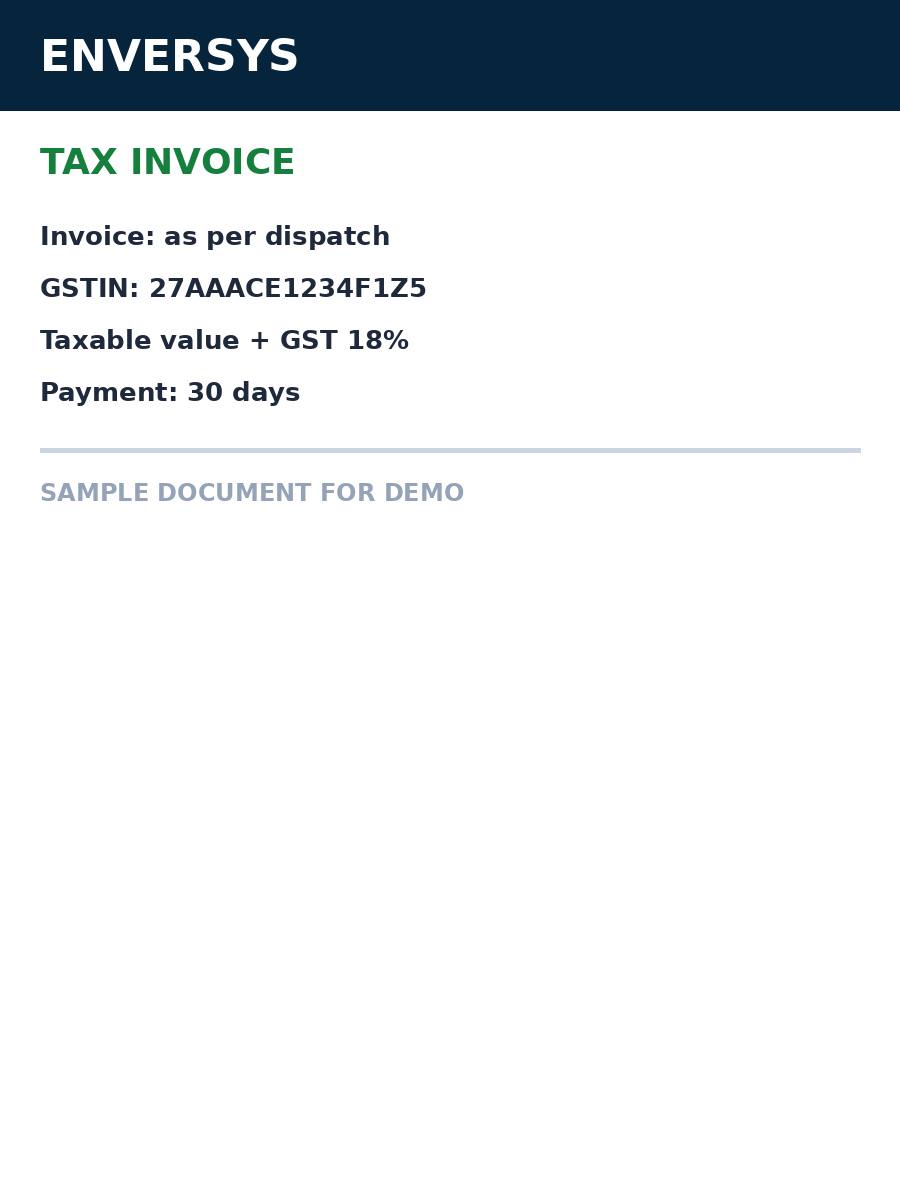 ENVERSYS
TAX INVOICE
Invoice: as per dispatch
GSTIN: 27AAACE1234F1Z5
Taxable value + GST 18%
Payment: 30 days
SAMPLE DOCUMENT FOR DEMO